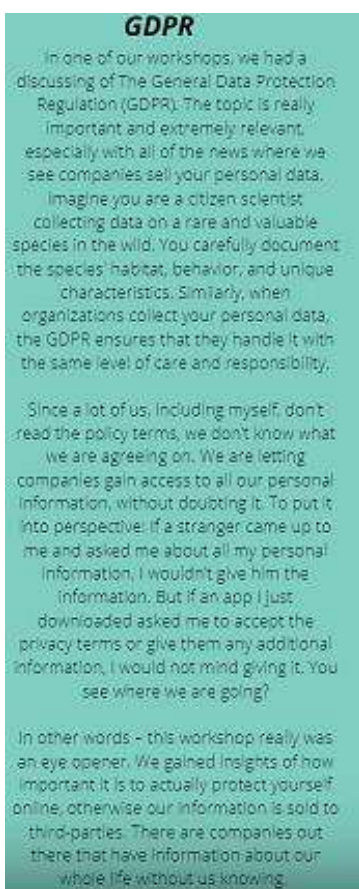 GDPR
In one of our workshops, we had a
discussing of The General Data Protection
Regulation (GDPR). The topic is really
important and extremely relevant,
especially with all of the news where we
see companies sell your personal data.
Imagine you are a citizen scientist
collecting data on a rare and valuable
species in the wild. You carefully document
the species' habitat, behavior, and unique
characteristics. Similarly, when
organizations collect your personal data,
the GDPR ensures that they handle it with
the same level of care and responsibility.
Since a lot of us, including myself, don't
read the policy terms, we don't know what
we are agreeing on. We are letting
companies gain access to all our personal
information, without doubting it. To put it
into perspective: if a stranger came up to
me and asked me about all my personal
information, I wouldn't give him the
information. But if an app I just
downloaded asked me to accept the
privacy terms or give them any additional
information, I would not mind giving it. You
see where we are going?
In other words – this workshop really was
an eye opener. We gained insights of how
important it is to actually protect yourself
online, otherwise our information is sold to
third-parties. There are companies out
there that have information about our
whole life without us knowing.